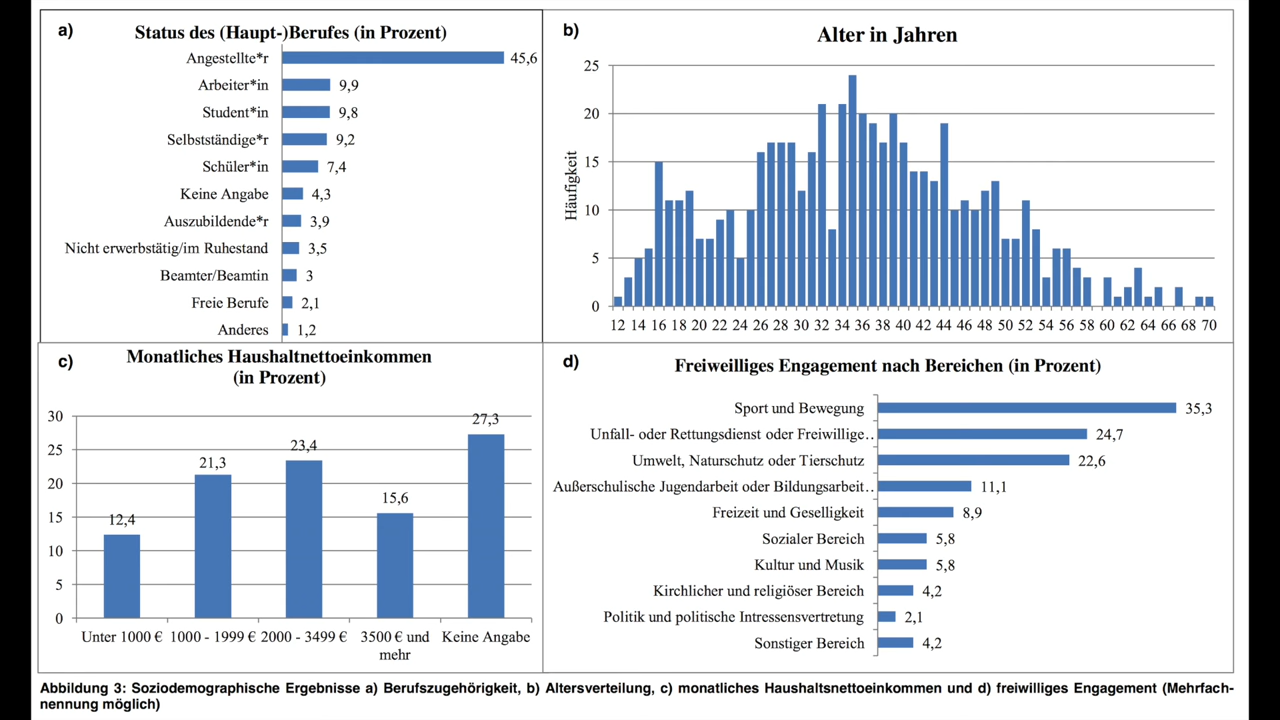 a)
Status des (Haupt-)Berufes (in Prozent)
Angestellte*r 45,6
Arbeiter*in 9,9
Student*in 9,8
Selbstständige*r 9,2
Schüler*in 7,4
Keine Angabe 4,3
Auszubildende*r 3,9
Nicht erwerbstätig/im Ruhestand 3,5
Beamter/Beamtin 3
Freie Berufe 2,1
Anderes 1,2
b)
Alter in Jahren
Häufigkeit
25
20
15
10
5
0
12 14 16 18 20 22 24 26 28 30 32 34 36 38 40 42 44 46 48 50 52 54 56 58 60 62 64 66 68 70
c)
Monatliches Haushaltnettoeinkommen
(in Prozent)
30
25
20
15
10
5
0
12,4 21,3 23,4 15,6 27,3
Unter 1000 € 1000 - 1999 € 2000 - 3499 € 3500 € und Keine Angabe
mehr
d)
Freiweilliges Engagement nach Bereichen (in Prozent)
Sport und Bewegung 35,3
Unfall- oder Rettungsdienst oder Freiwillige.. 24,7
Umwelt, Naturschutz oder Tierschutz 22,6
Außerschulische Jugendarbeit oder Bildungsarbeit.. 11,1
Freizeit und Geselligkeit 8,9
Sozialer Bereich 5,8
Kultur und Musik 5,8
Kirchlicher und religiöser Bereich 4,2
Politik und politische Intressensvertretung 2,1
Sonstiger Bereich 4,2
Abbildung 3: Soziodemographische Ergebnisse a) Berufszugehörigkeit, b) Altersverteilung, c) monatliches Haushaltsnettoeinkommen und d) freiwilliges Engagement (Mehrfach-
nennung möglich)